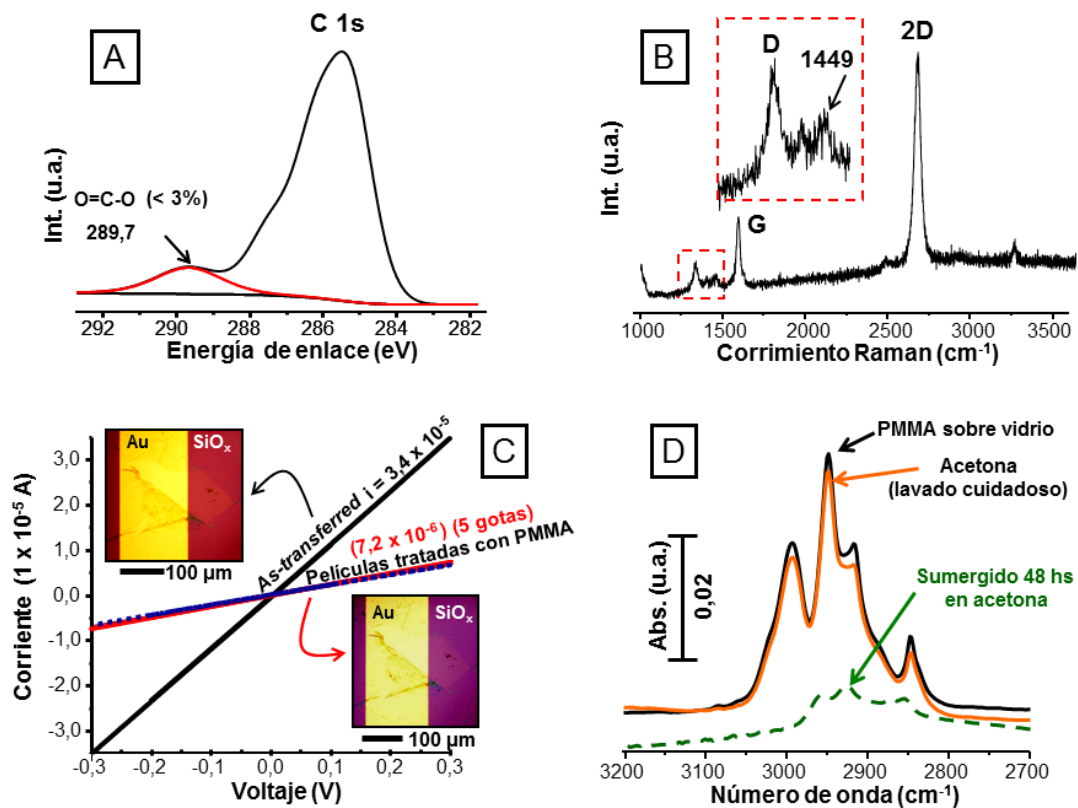 A
C 1s
O=C-O (< 3%)
289,7
Int. (u.a.)
292 290 288 286 284 282
Energía de enlace (eV)
B
D
1449
2D
G
Int. (u.a.)
1000 1500 2000 2500 3000 3500
Corrimiento Raman (cm-1)
C
Au SiOx
100 µm
As-transferred i = 3,4 x 10-5
(7,2 x 10-6) (5 gotas)
Películas tratadas con PMMA
Au SiOx
100 µm
Corriente (1 x 10-5 A)
3,0
2,0
1,0
0,0
-1,0
-2,0
-3,0
-0,3 -0,2 -0,1 0,0 0,1 0,2 0,3
Voltaje (V)
D
PMMA sobre vidrio
Acetona
(lavado cuidadoso)
Sumergido 48 hs
en acetona
Abs. (u.a.)
0,02
3200 3100 3000 2900 2800 2700
Número de onda (cm-1)